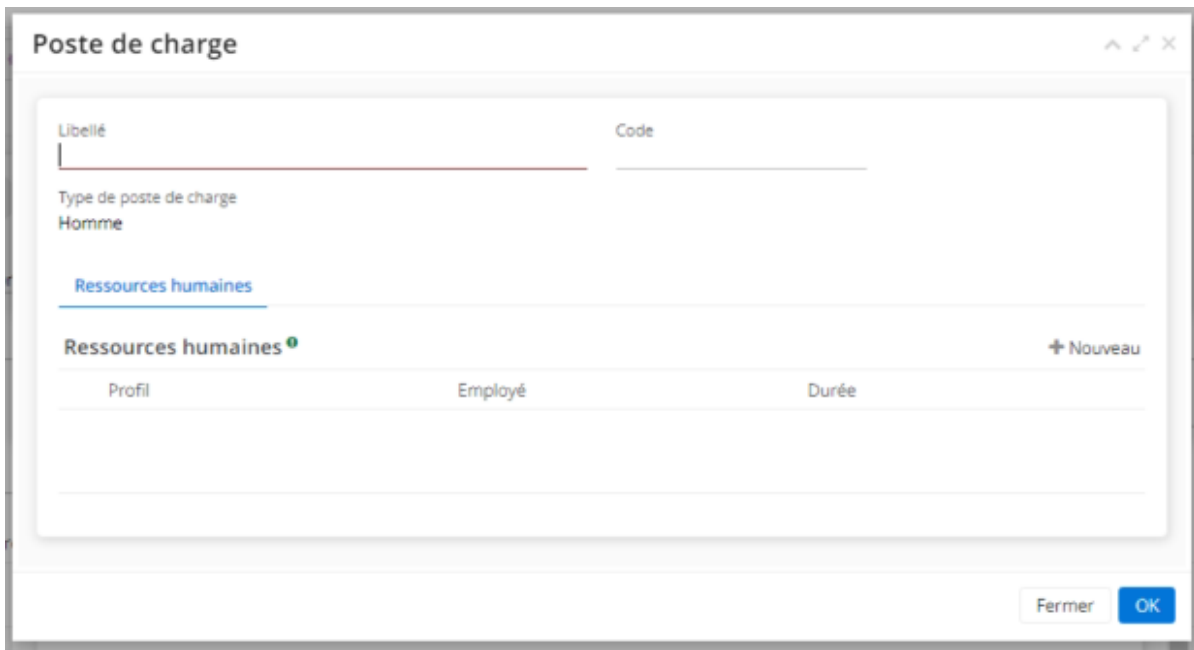 Poste de charge
Libellé Code
Type de poste de charge
Homme
Ressources humaines
Ressources humaines + Nouveau
Profil Employé Durée
Fermer OK